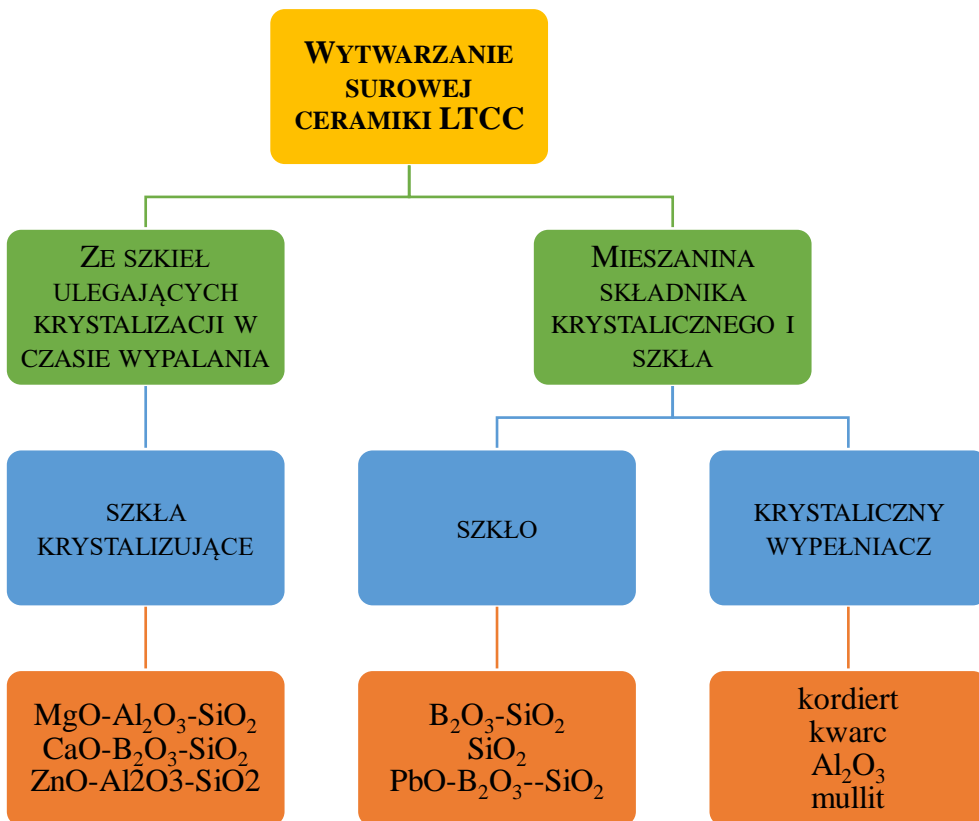 WYTWARZANIE
SUROWEJ
CERAMIKI LTCC
ZE SZKIEŁ
ULEGAJĄCYCH
KRYSTALIZACJI W
CZASIE WYPALANIA
MIESZANINA
SKŁADNIKA
KRYSTALICZNEGO I
SZKŁA
SZKŁA
KRYSTALIZUJĄCE
SZKŁO
KRYSTALICZNY
WYPEŁNIACZ
MgO-Al₂O₃-SiO₂
CaO-B₂O₃-SiO₂
ZnO-Al2O3-SiO2
B₂O₃-SiO₂
SiO₂
PbO-B₂O₃--SiO₂
kordiert
kwarc
Al₂O₃
mullit